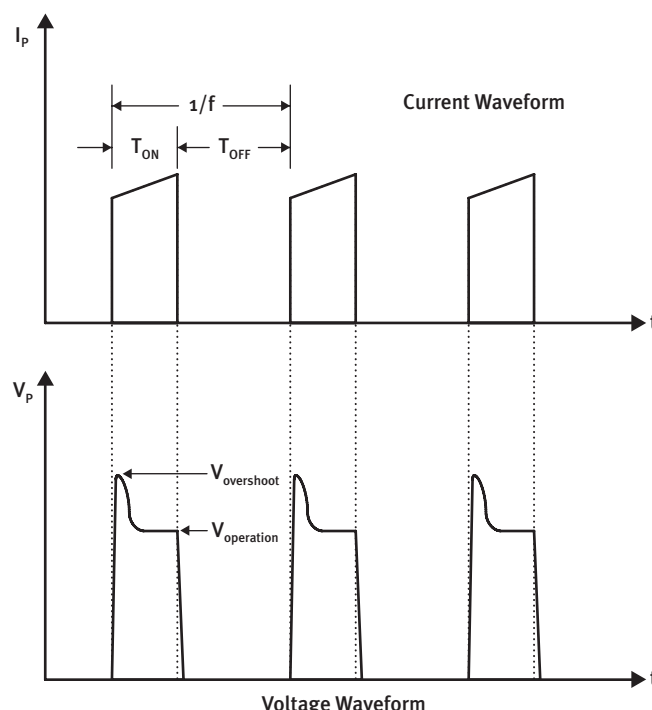 I_P
1/f
Current Waveform
T_ON
T_OFF
t
V_P
V_overshoot
V_operation
t
Voltage Waveform